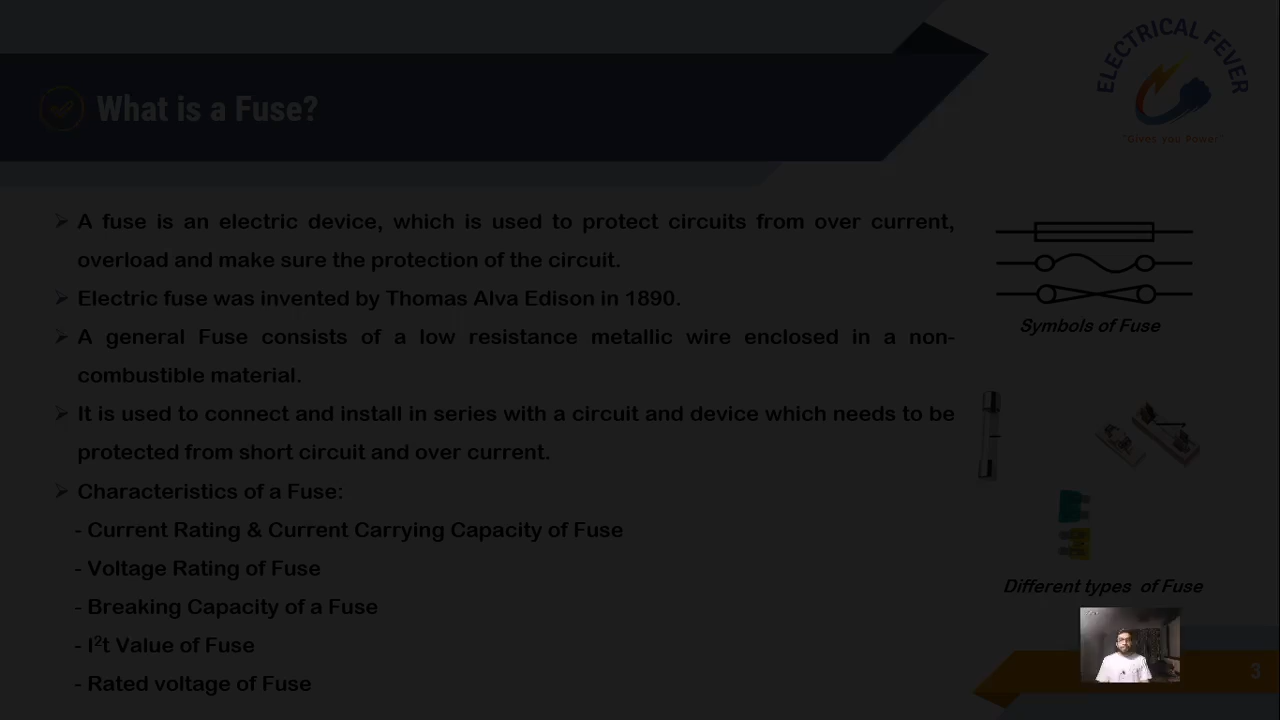 ELECTRICAL FEVER
"Gives you Power"
What is a Fuse?
➢ A fuse is an electric device, which is used to protect circuits from over current,
overload and make sure the protection of the circuit.
➢ Electric fuse was invented by Thomas Alva Edison in 1890.
➢ A general Fuse consists of a low resistance metallic wire enclosed in a non-
combustible material.
➢ It is used to connect and install in series with a circuit and device which needs to be
protected from short circuit and over current.
➢ Characteristics of a Fuse:
- Current Rating & Current Carrying Capacity of Fuse
- Voltage Rating of Fuse
- Breaking Capacity of a Fuse
- I²t Value of Fuse
- Rated voltage of Fuse
Symbols of Fuse
Different types of Fuse
3